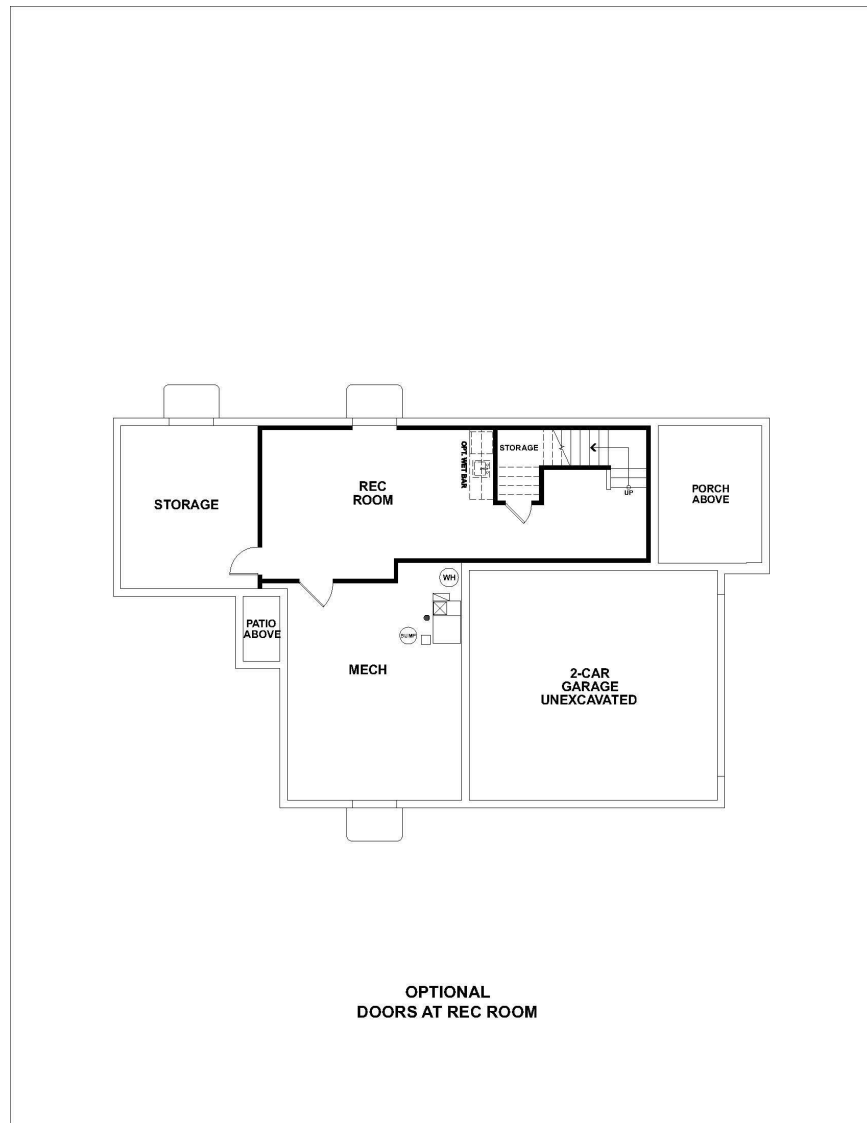 STORAGE
REC
ROOM
OPT. WET BAR
STORAGE
UP
PORCH
ABOVE
WH
PATIO
ABOVE
SUMP
MECH
2-CAR
GARAGE
UNEXCAVATED
OPTIONAL
DOORS AT REC ROOM